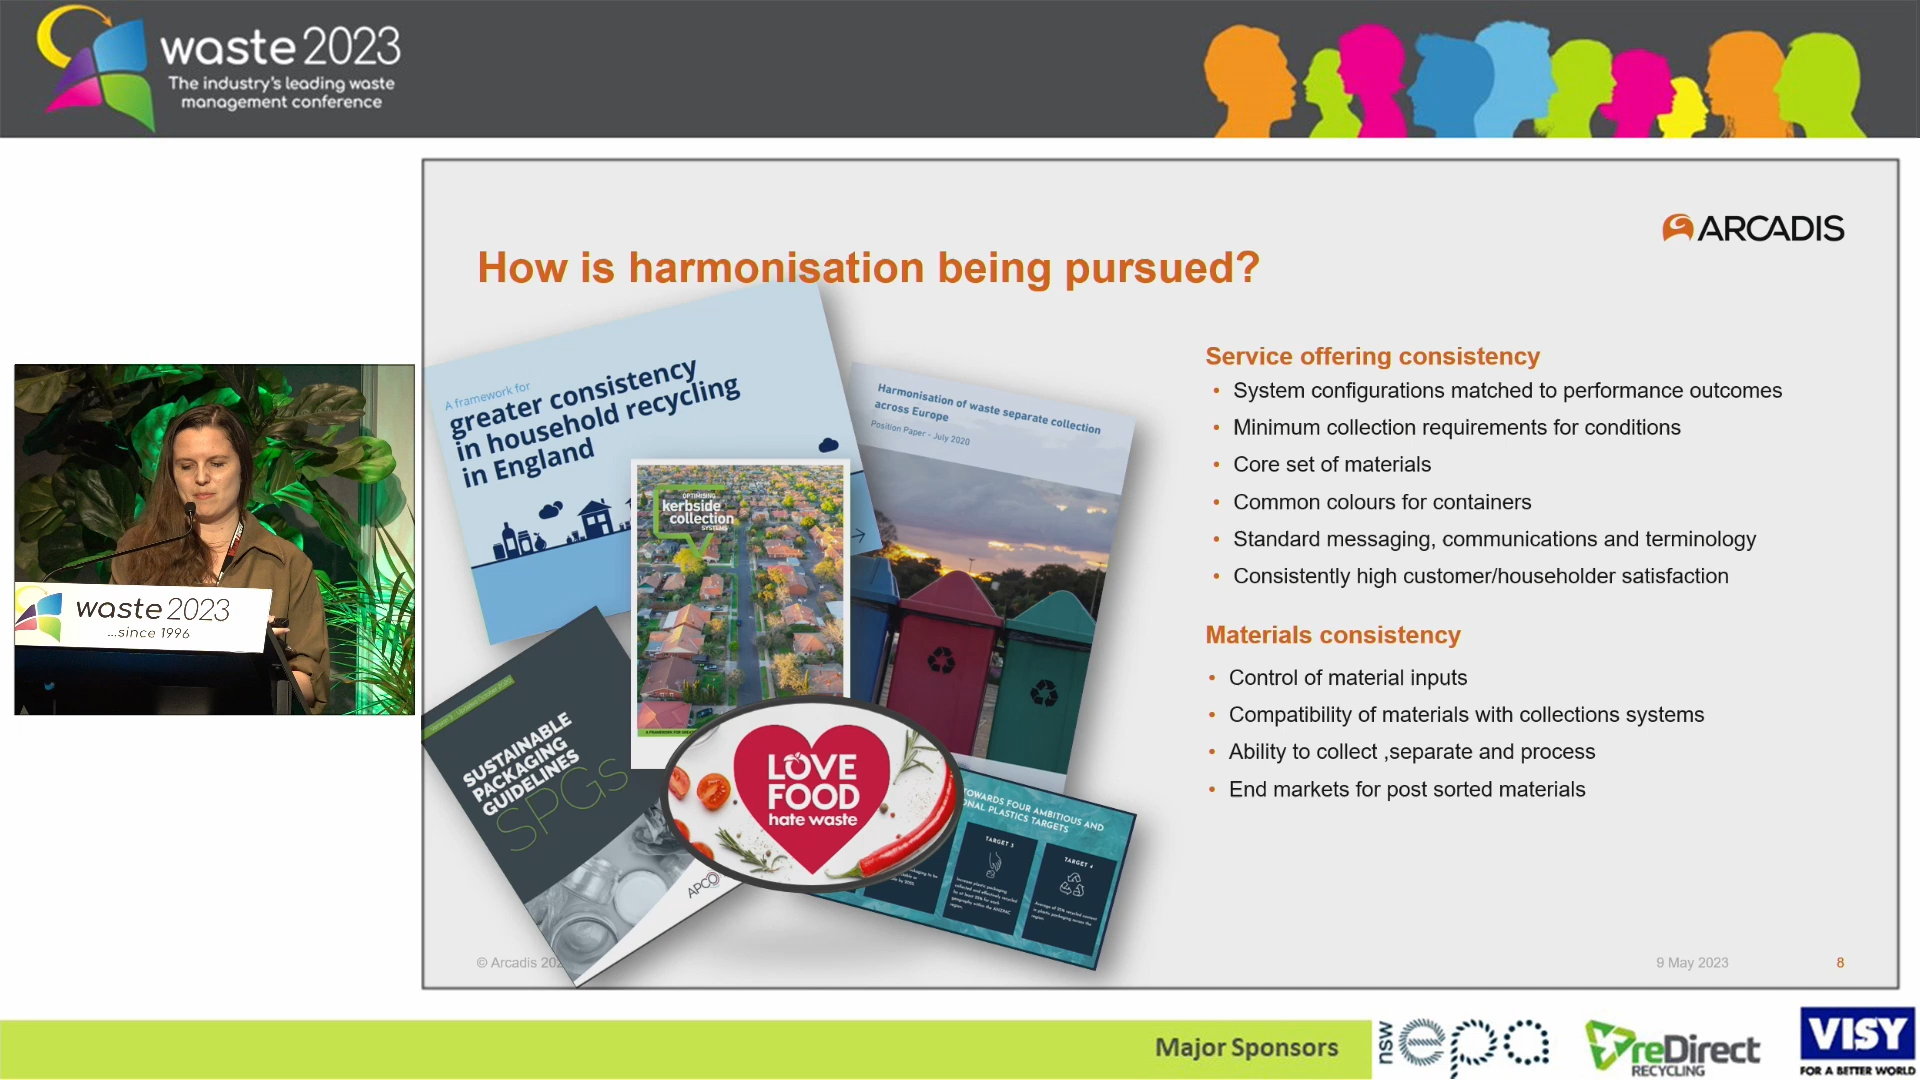 waste 2023
The industry's leading waste
management conference
ARCADIS
How is harmonisation being pursued?
A framework for
greater consistency
in household recycling
in England
Harmonisation of waste separate collection
across Europe
Position Paper - July 2020
OPTIMISING
kerbside
collection
SYSTEMS
SUSTAINABLE
PACKAGING
GUIDELINES
SPGs
APCO
LOVE
FOOD
hate waste
TOWARDS FOUR AMBITIOUS AND
ONAL PLASTICS TARGETS
TARGET 3
TARGET 4
Service offering consistency
• System configurations matched to performance outcomes
• Minimum collection requirements for conditions
• Core set of materials
• Common colours for containers
• Standard messaging, communications and terminology
• Consistently high customer/householder satisfaction
Materials consistency
• Control of material inputs
• Compatibility of materials with collections systems
• Ability to collect ,separate and process
• End markets for post sorted materials
waste 2023
...since 1996
© Arcadis 202
9 May 2023
8
Major Sponsors
nsw epa
reDirect
RECYCLING
VISY
FOR A BETTER WORLD